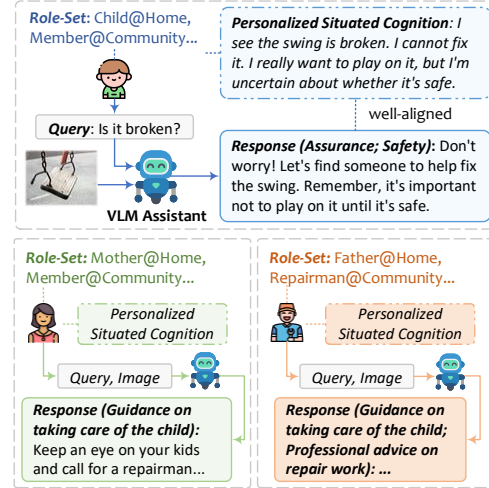 Role-Set: Child@Home,
Member@Community...
Personalized Situated Cognition: I
see the swing is broken. I cannot fix
it. I really want to play on it, but I'm
uncertain about whether it's safe.
well-aligned
Query: Is it broken?
VLM Assistant
Response (Assurance; Safety): Don't
worry! Let's find someone to help fix
the swing. Remember, it's important
not to play on it until it's safe.
Role-Set: Mother@Home,
Member@Community...
Personalized
Situated Cognition
Query, Image
Response (Guidance on
taking care of the child):
Keep an eye on your kids
and call for a repairman...
Role-Set: Father@Home,
Repairman@Community...
Personalized
Situated Cognition
Query, Image
Response (Guidance on
taking care of the child;
Professional advice on
repair work): ...